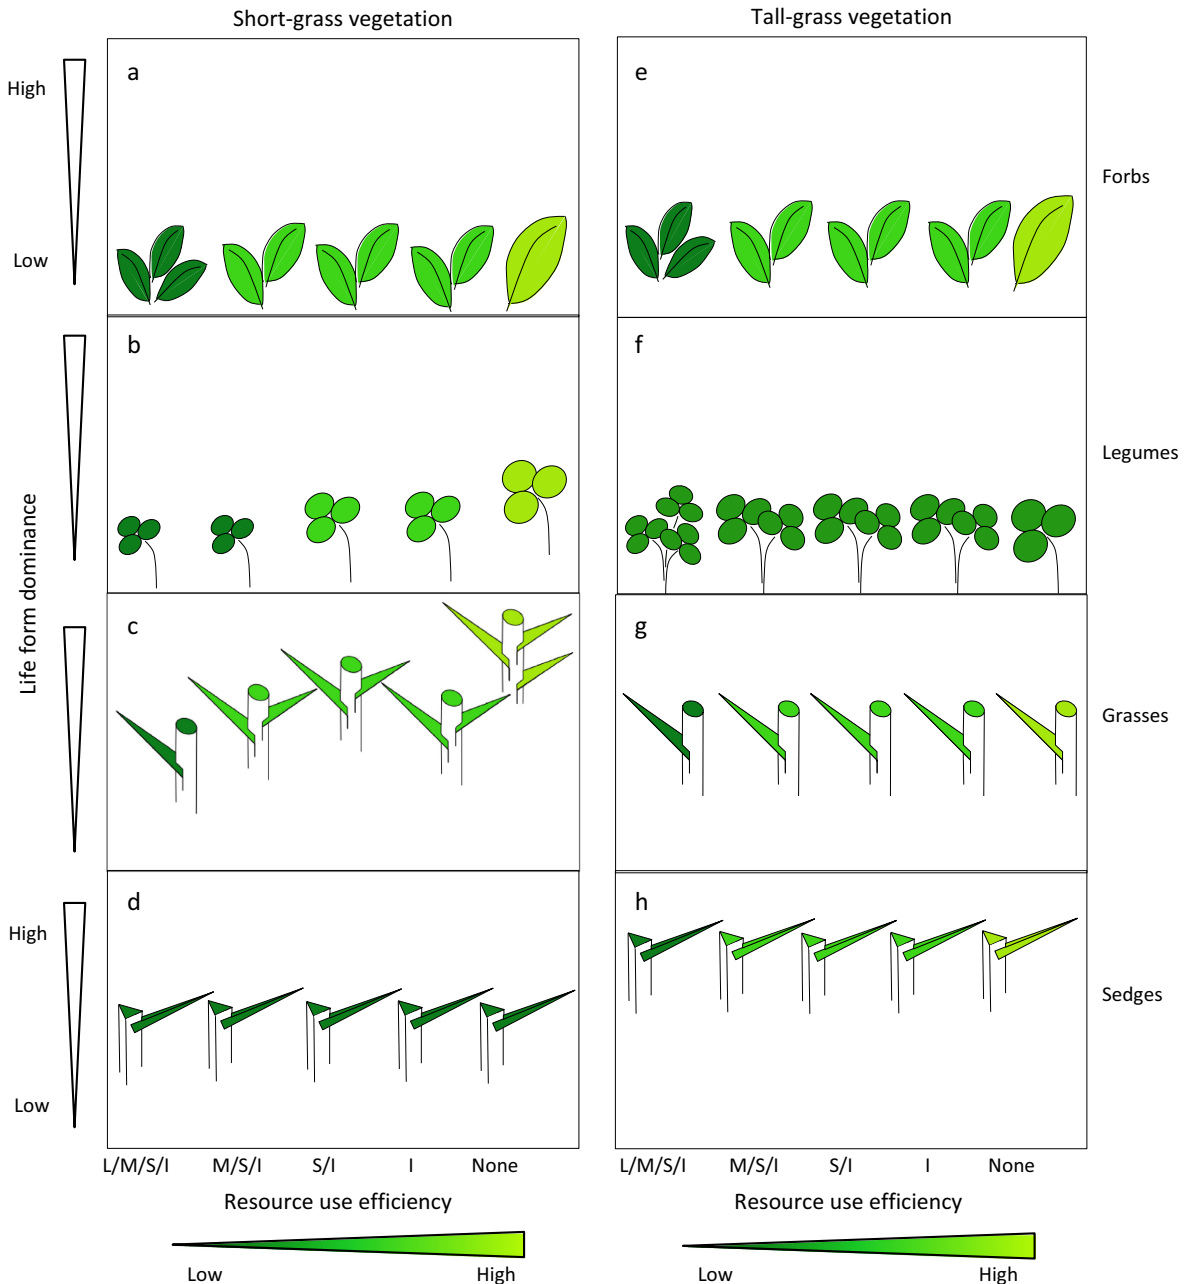 Short-grass vegetation
Tall-grass vegetation
a
e
High
Low
Forbs
b
f
Legumes
Life form dominance
c
g
Grasses
d
h
High
Low
Sedges
L/M/S/I M/S/I S/I I None
L/M/S/I M/S/I S/I I None
Resource use efficiency
Resource use efficiency
Low High
Low High